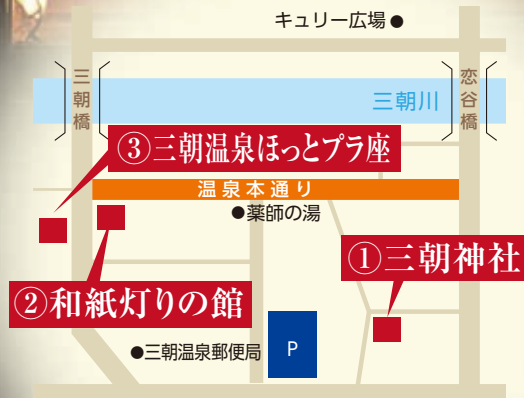 キュリー広場●
三朝橋
恋谷橋
三朝川
③三朝温泉ほっとプラ座
温泉本通り
●薬師の湯
①三朝神社
②和紙灯りの館
●三朝温泉郵便局
P